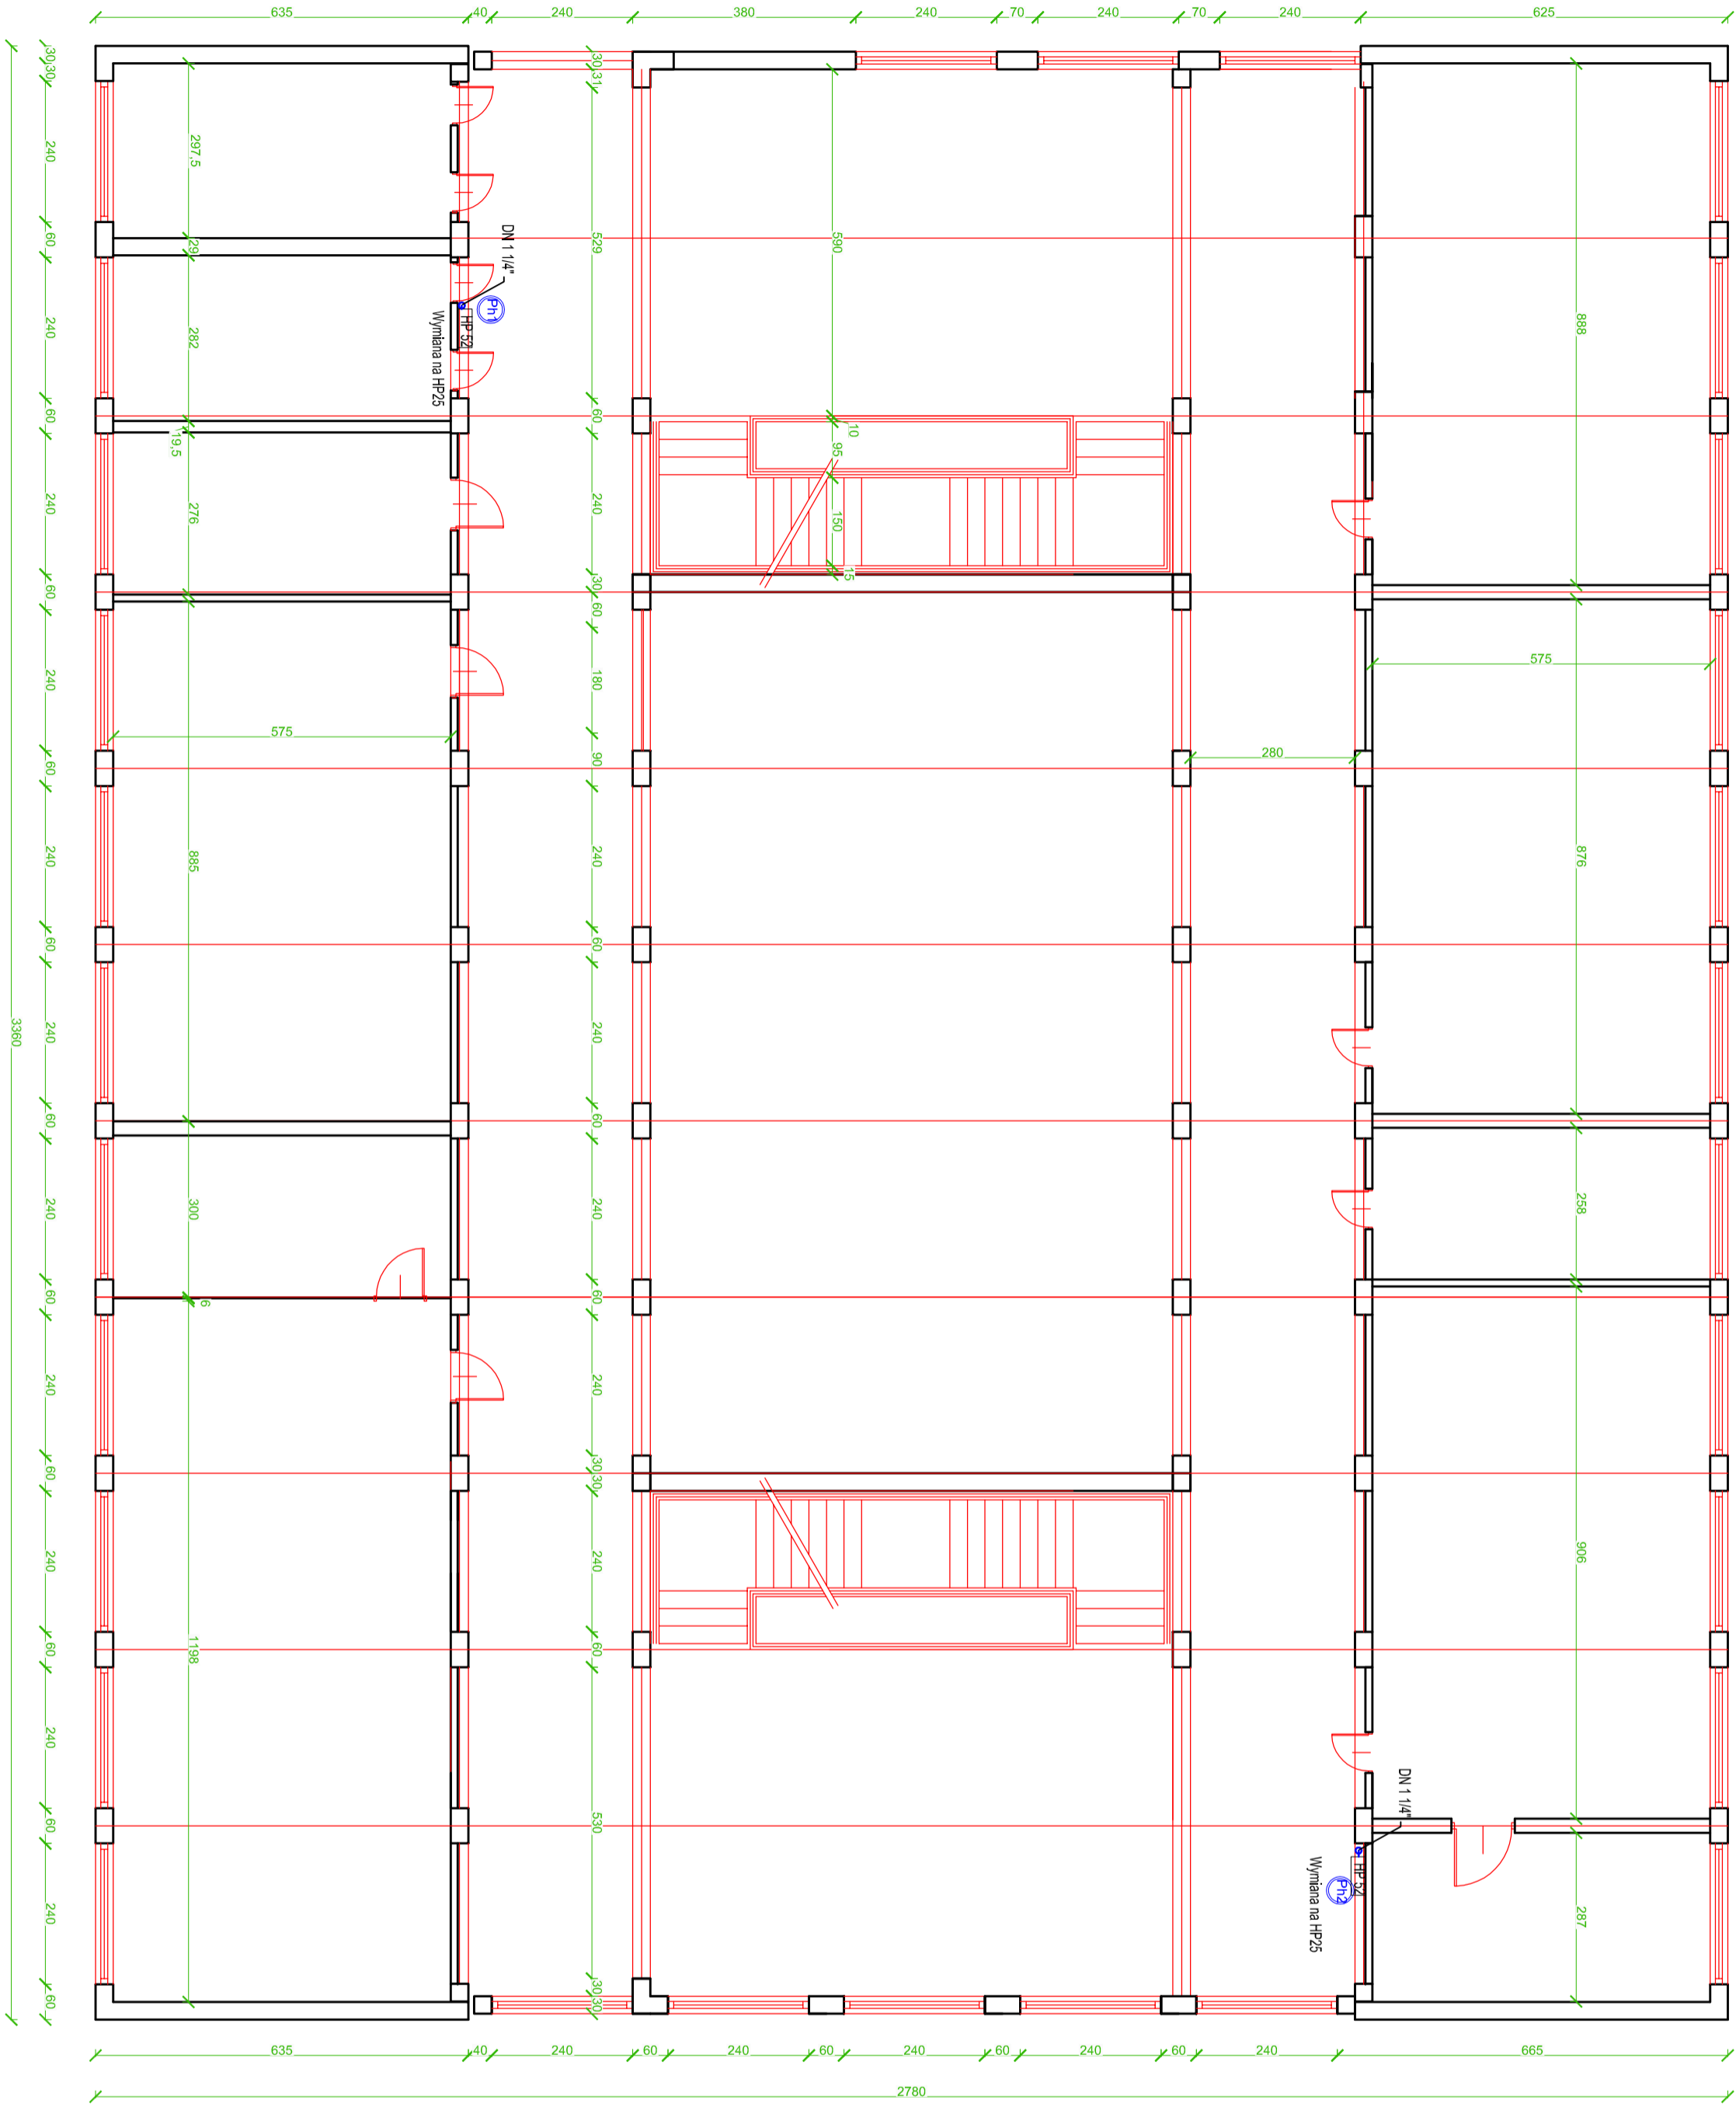 635 40 240 380 240 70 240 70 240 625
3360
30 30 240 60 240 60 240 60 240 60 240 60 240 60 240 60 240 60 240 60 240 60 240 60
297,5 29 282 19,5 276 885 300 6 1198
575
DN 1 1/4"
Ph1
HP 52
Wymiana na HP25
30 31 529 60 240 30 60 180 90 240 60 240 60 240 60 240 30 30 240 60 530 30 30
590 10 95 150 15
280
575
888 876 258 906 287
DN 1 1/4"
HP 52
Ph2
Wymiana na HP25
635 40 240 60 240 60 240 60 240 60 240 665
2780